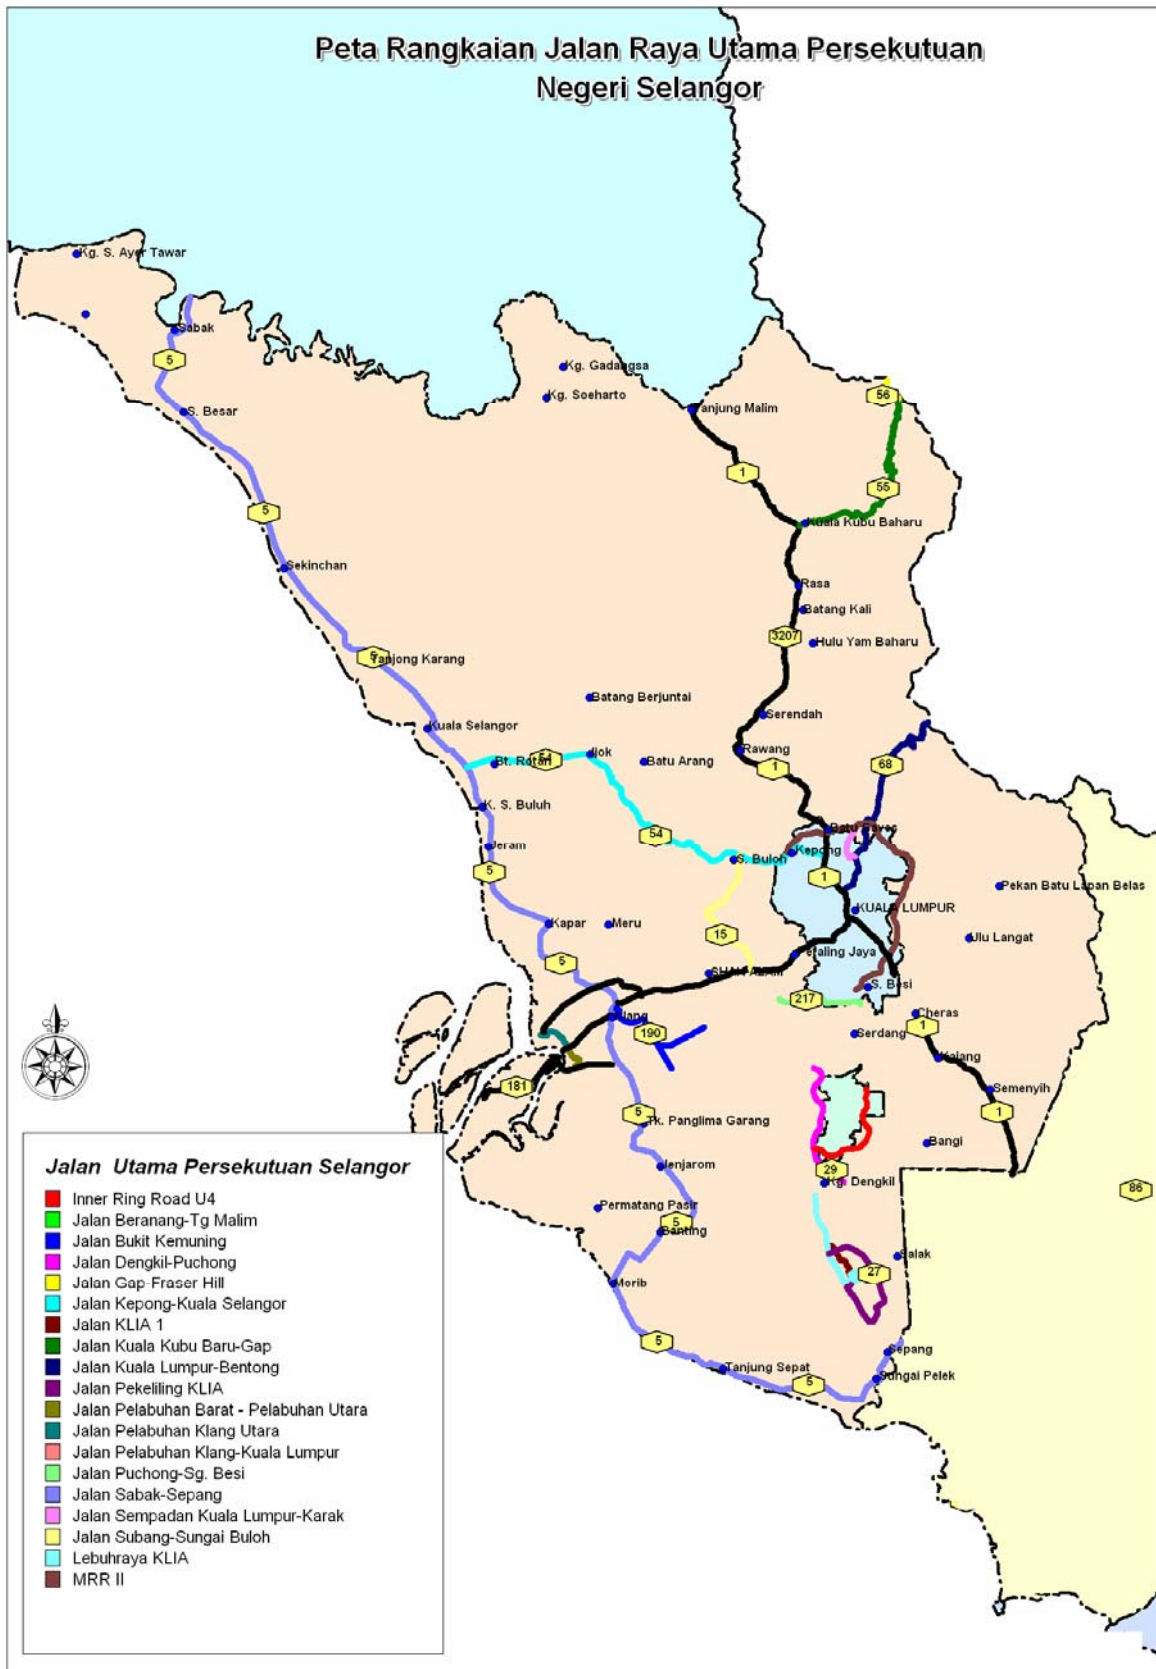 Peta Rangkaian Jalan Raya Utama Persekutuan
Negeri Selangor
Kg. S. Ayer Tawar
Sabak
5
Kg. Gadangsa
56
Kg. Soeharto
S. Besar
Tanjung Malim
1
55
5
Kuala Kubu Baharu
Sekinchan
Rasa
Batang Kali
3207
Hulu Yam Baharu
5
Tanjong Karang
Batang Berjuntai
Serendah
Kuala Selangor
Rawang
Ijok
54
Bt. Rotan
Batu Arang
1
68
K. S. Buluh
54
Jeram
Kepong
S. Buloh
5
1
Pekan Batu Lapan Belas
KUALA LUMPUR
Kapar
Meru
15
Ulu Langat
5
Petaling Jaya
SHAH ALAM
S. Besi
217
Klang
Cheras
190
Serdang
1
Kajang
181
Semenyih
5
1
Tk. Panglima Garang
Bangi
Jenjarom
29
Kg. Dengkil
86
Permatang Pasir
5
Banting
Salak
27
Morib
5
Sepang
Tanjung Sepat
5
Sungai Pelek
Jalan Utama Persekutuan Selangor
Inner Ring Road U4
Jalan Beranang-Tg Malim
Jalan Bukit Kemuning
Jalan Dengkil-Puchong
Jalan Gap-Fraser Hill
Jalan Kepong-Kuala Selangor
Jalan KLIA 1
Jalan Kuala Kubu Baru-Gap
Jalan Kuala Lumpur-Bentong
Jalan Pekeliling KLIA
Jalan Pelabuhan Barat - Pelabuhan Utara
Jalan Pelabuhan Klang Utara
Jalan Pelabuhan Klang-Kuala Lumpur
Jalan Puchong-Sg. Besi
Jalan Sabak-Sepang
Jalan Sempadan Kuala Lumpur-Karak
Jalan Subang-Sungai Buloh
Lebuhraya KLIA
MRR II